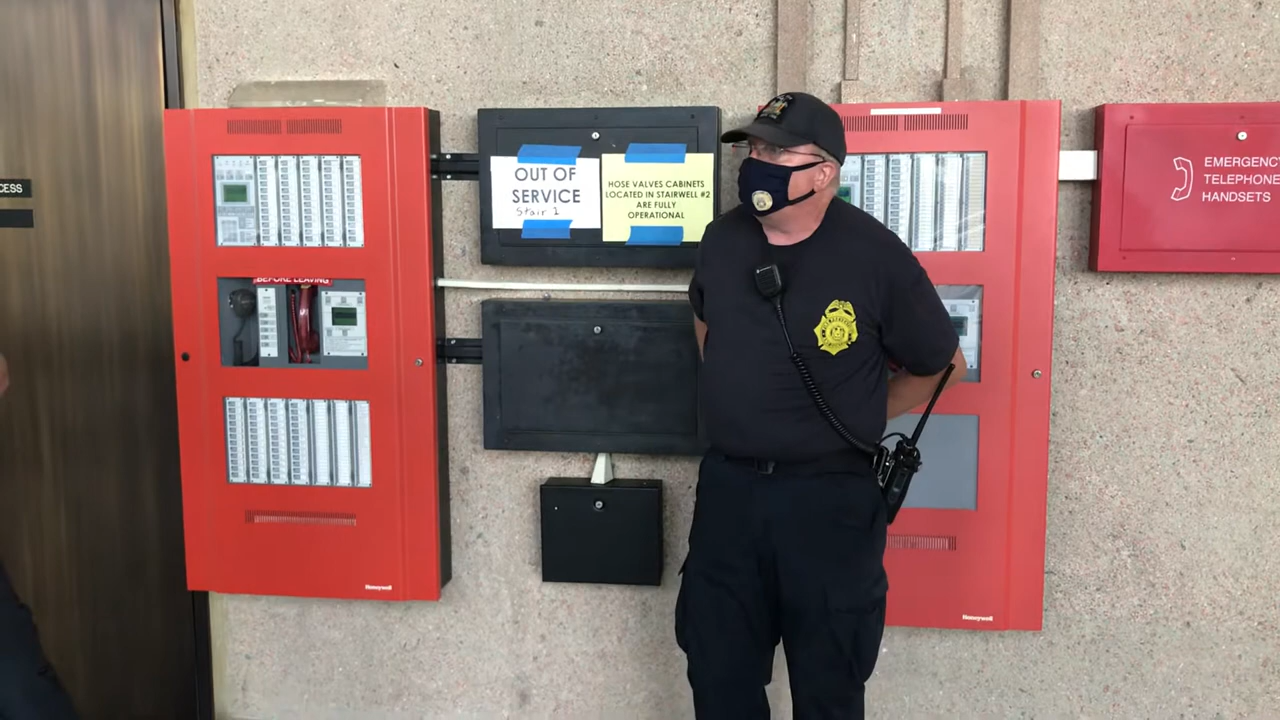 CESS
BEFORE LEAVING
OUT OF
SERVICE
Stair 1
HOSE VALVES CABINETS
LOCATED IN STAIRWELL #2
ARE FULLY
OPERATIONAL
EMERGENCY
TELEPHONE
HANDSETS
Honeywell
Honeywell